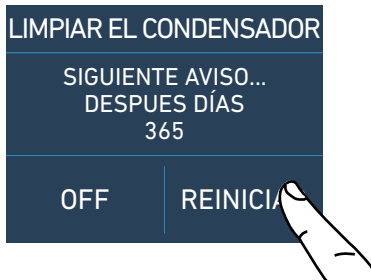 LIMPIAR EL CONDENSADOR
SIGUIENTE AVISO...
DESPUES DÍAS
365
OFF
REINICIA